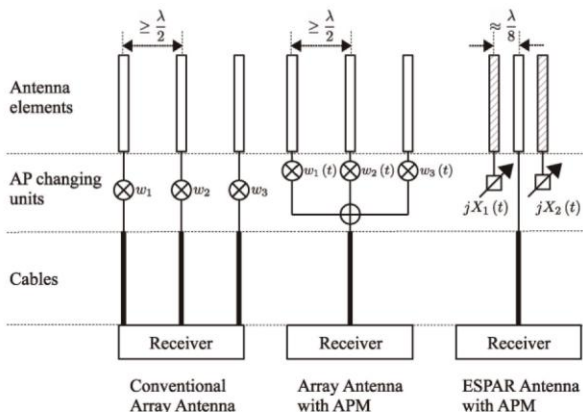 ≥ λ/2
≥ λ/2
≈ λ/8
Antenna
elements
AP changing
units
w₁
w₂
w₃
w₁(t)
w₂(t)
w₃(t)
jX₁(t)
jX₂(t)
Cables
Receiver
Receiver
Receiver
Conventional
Array Antenna
Array Antenna
with APM
ESPAR Antenna
with APM